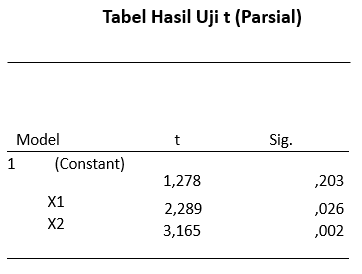 Tabel Hasil Uji t (Parsial)
Model t Sig.
1 (Constant)
1,278 ,203
X1 2,289 ,026
X2 3,165 ,002